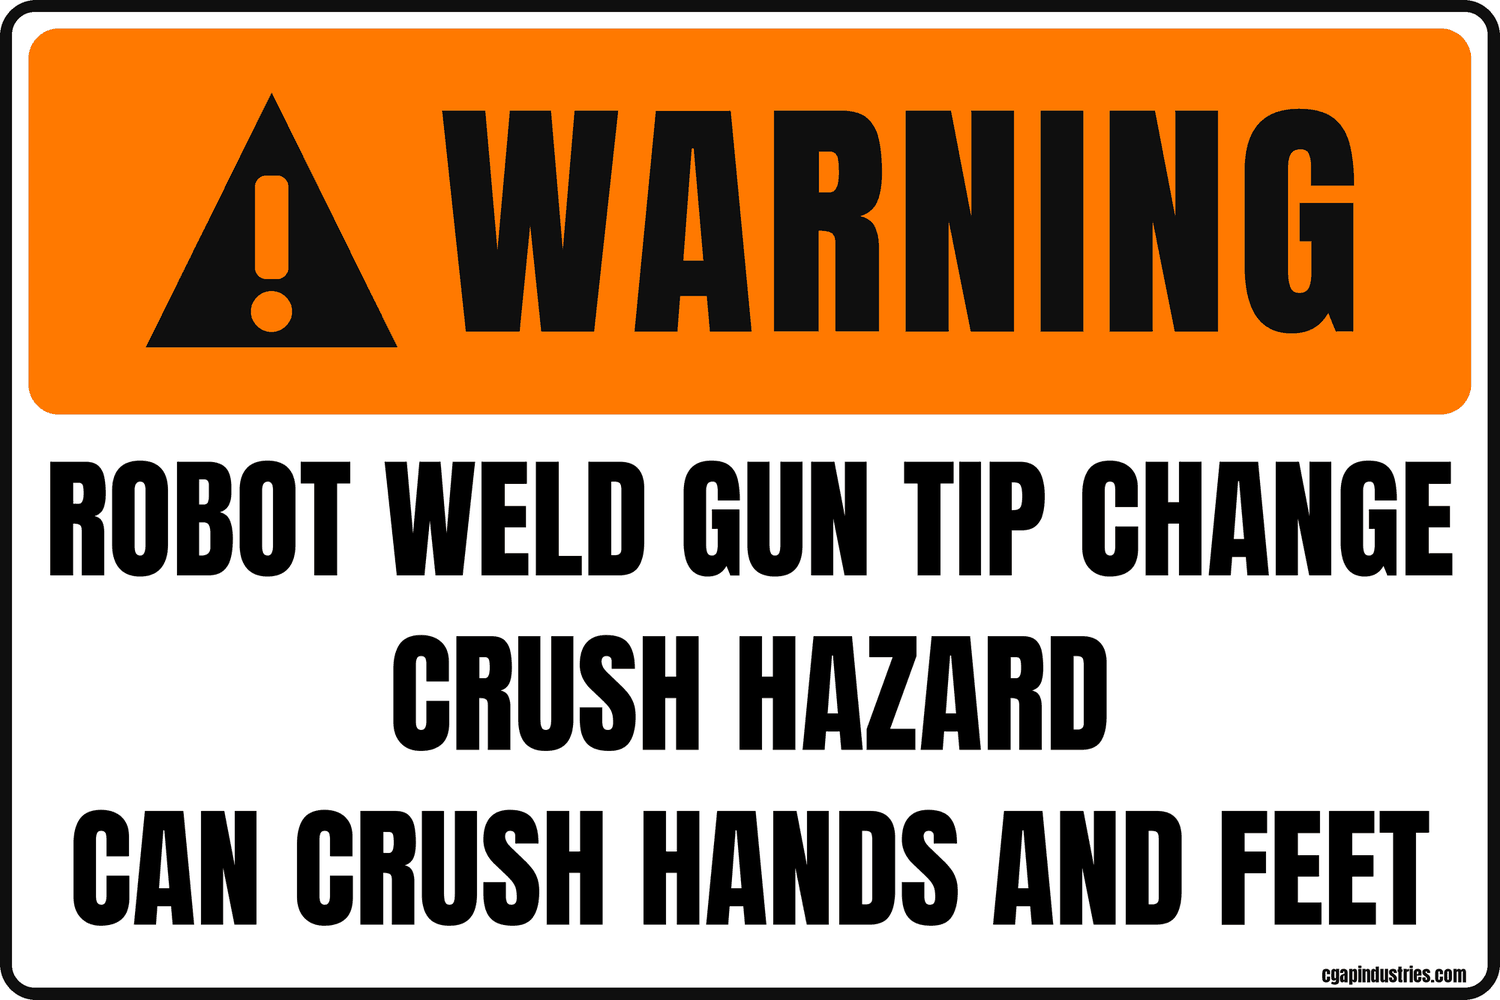 WARNING
ROBOT WELD GUN TIP CHANGE
CRUSH HAZARD
CAN CRUSH HANDS AND FEET
cgapindustries.com